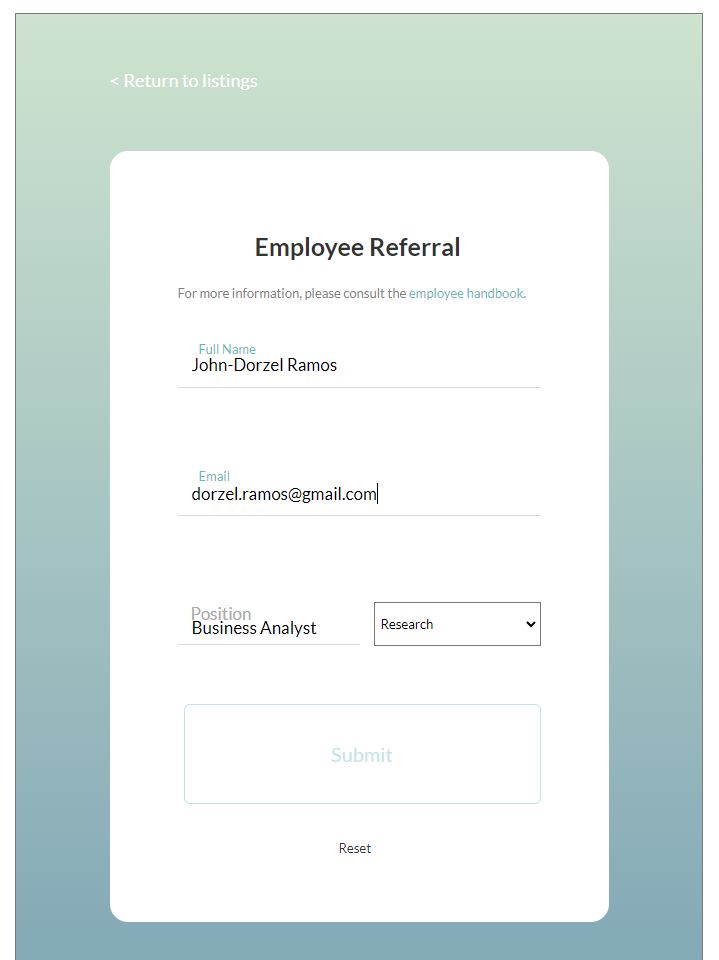 < Return to listings
Employee Referral
For more information, please consult the employee handbook.
Full Name
John-Dorzel Ramos
Email
dorzel.ramos@gmail.com
Position
Business Analyst
Research
Submit
Reset